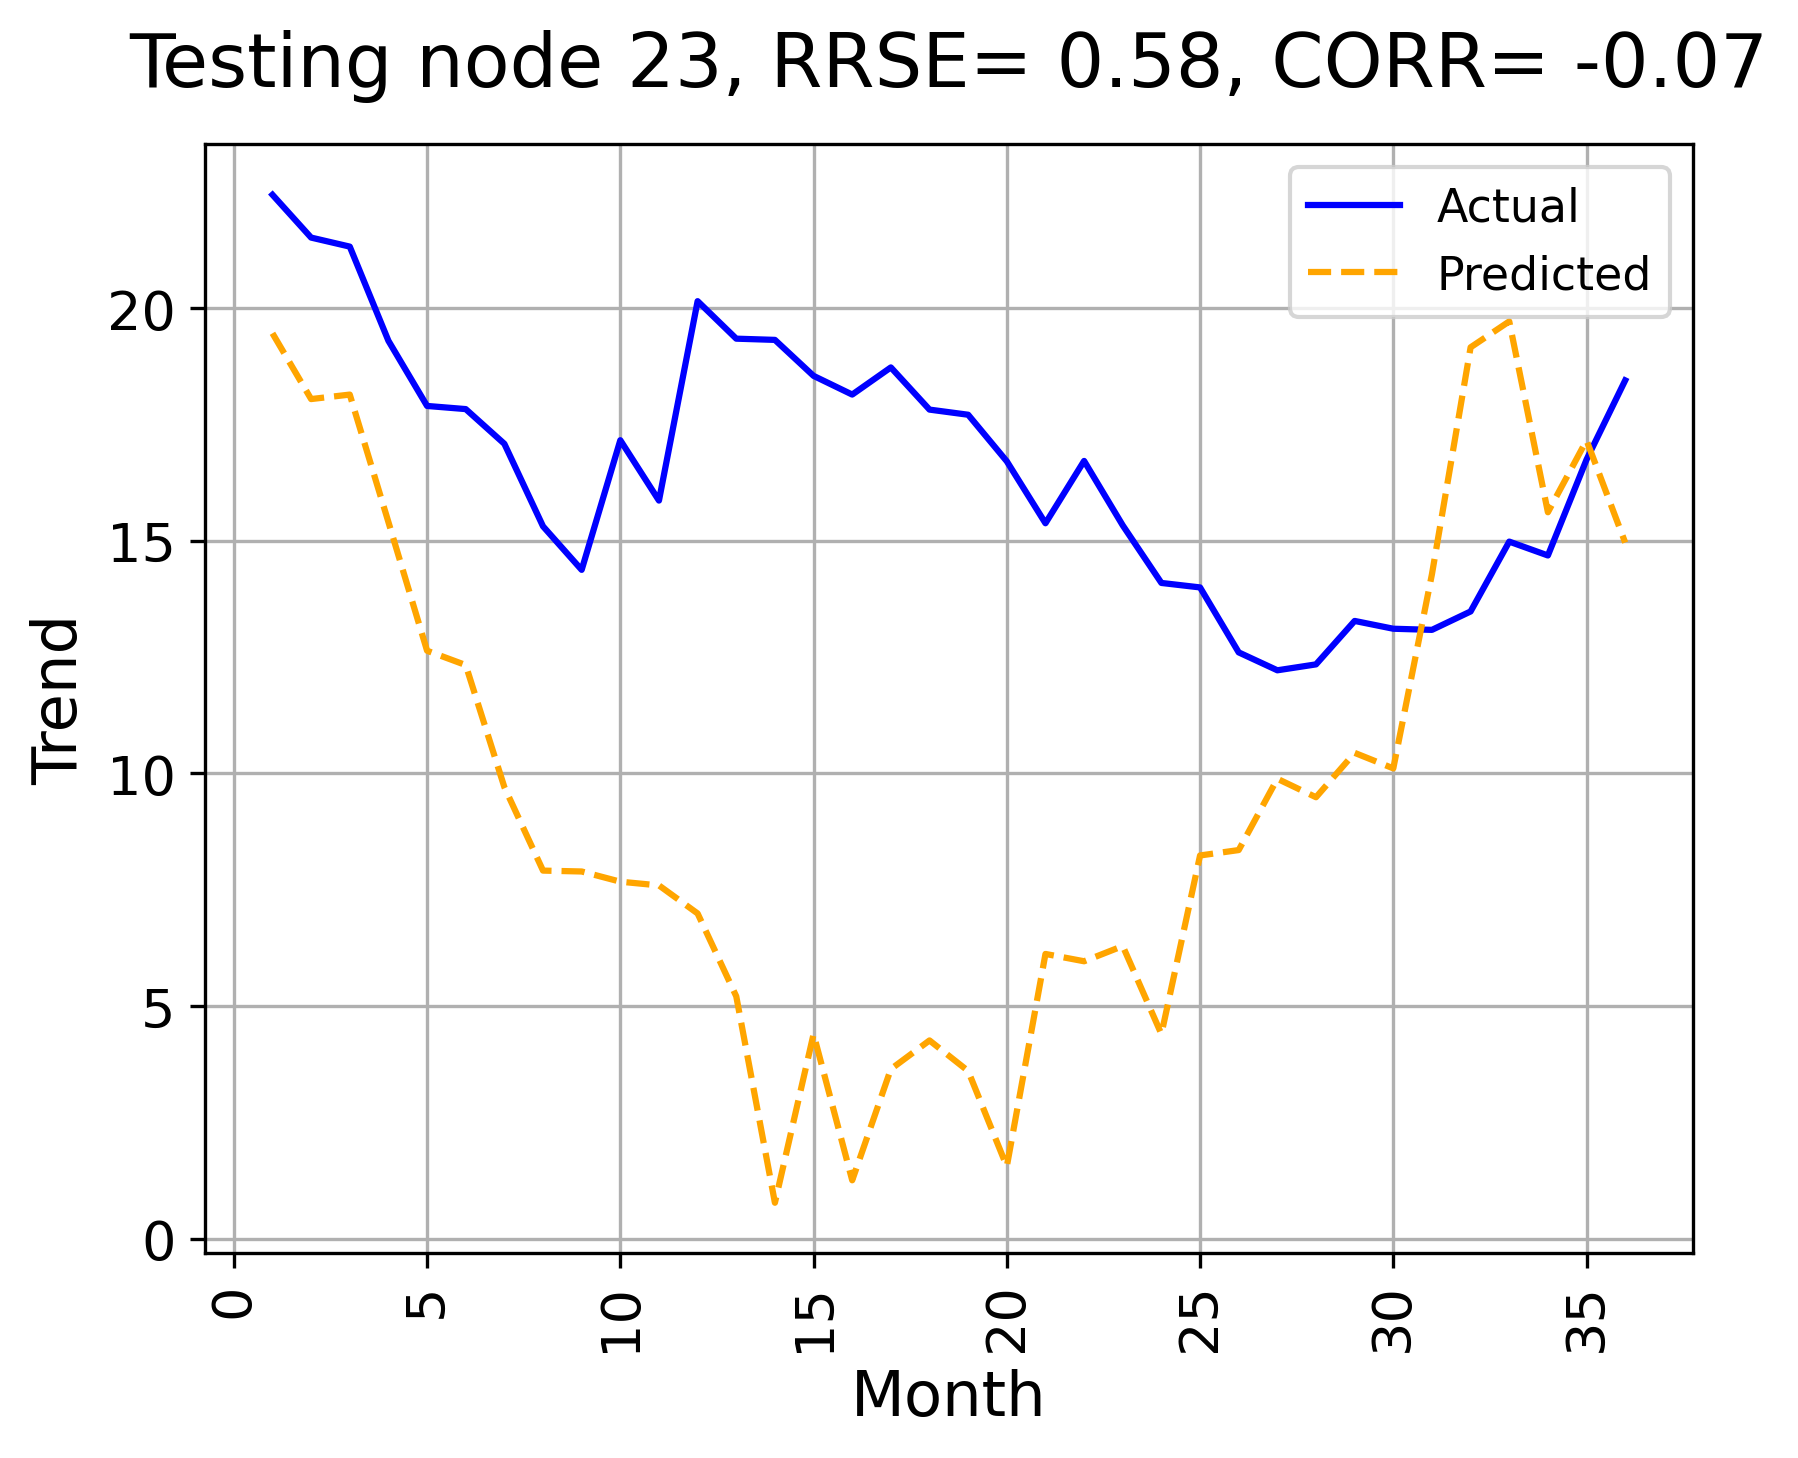 Testing node 23, RRSE= 0.58, CORR= -0.07
Actual
Predicted
Trend
20
15
10
5
0
0 5 10 15 20 25 30 35
Month